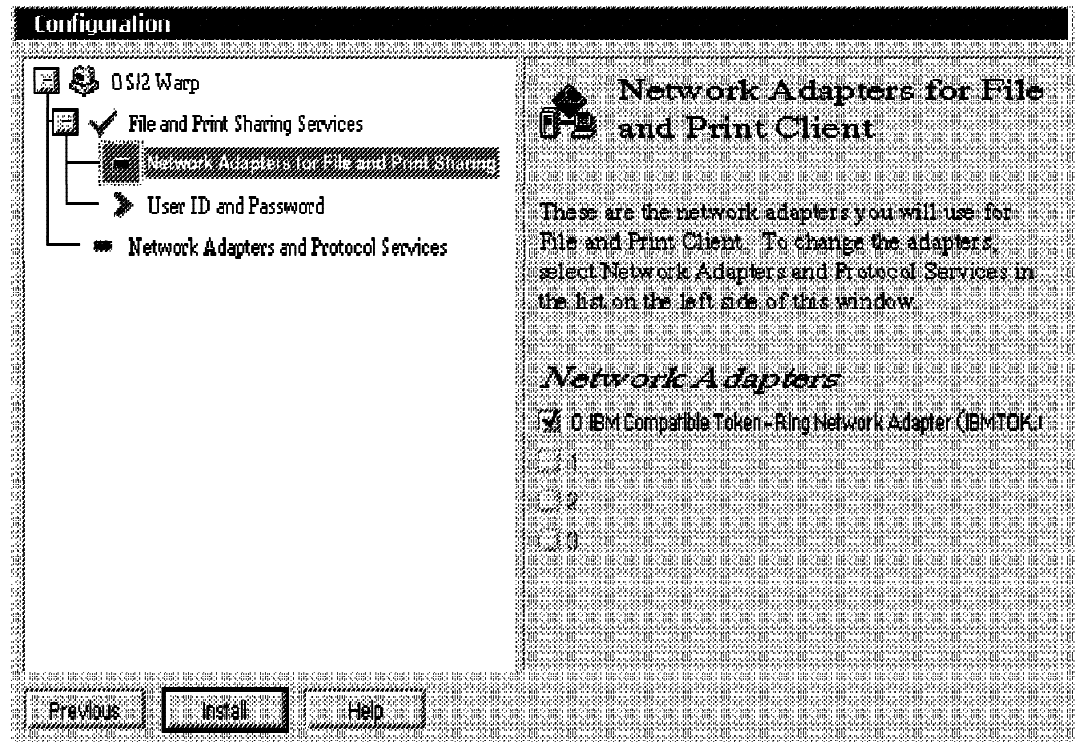 Configuration
OS/2 Warp
File and Print Sharing Services
Network Adapters for File and Print Sharing
User ID and Password
Network Adapters and Protocol Services
Network Adapters for File
and Print Client
These are the network adapters you will use for
File and Print Client. To change the adapters,
select Network Adapters and Protocol Services in
the list on the left side of this window.
Network Adapters
0 IBM Compatible Token-Ring Network Adapter (IBMTOK.
1
2
3
Previous
Install
Help